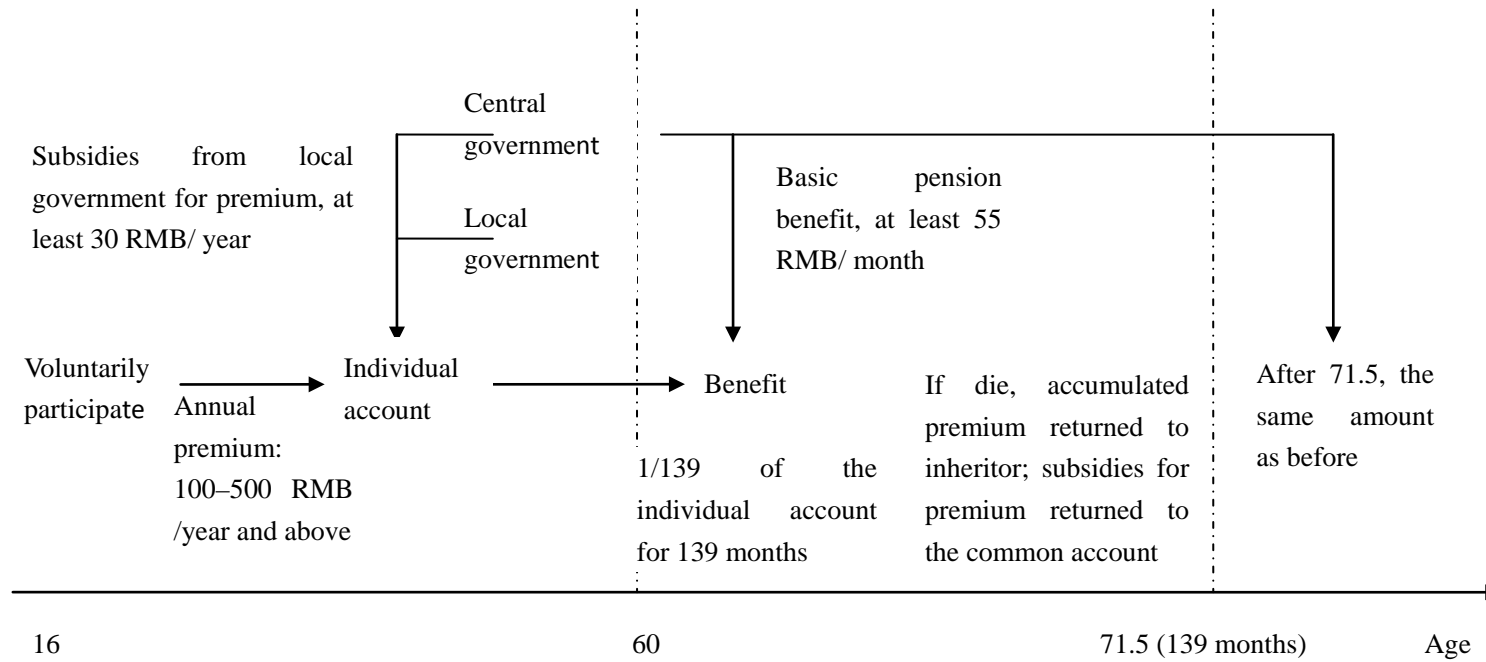 Central
government
Subsidies from local
government for premium, at
least 30 RMB/ year
Local
government
Basic pension
benefit, at least 55
RMB/ month
Voluntarily
participate
Annual
premium:
100–500 RMB
/year and above
Individual
account
Benefit
1/139 of the
individual account
for 139 months
If die, accumulated
premium returned to
inheritor; subsidies for
premium returned to
the common account
After 71.5, the
same amount
as before
16
60
71.5 (139 months)
Age